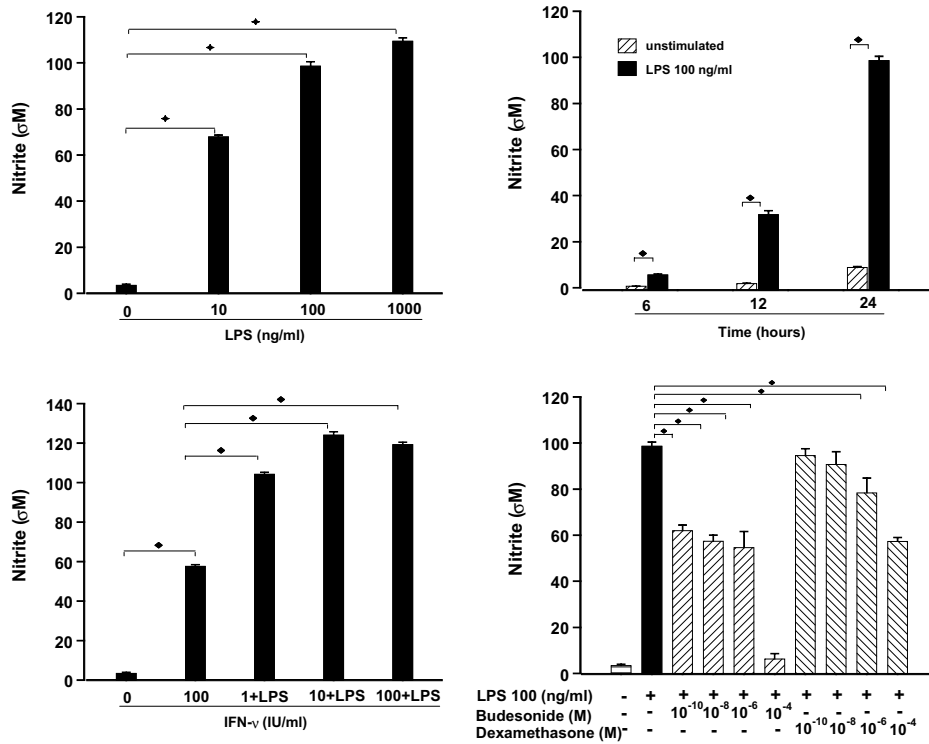 120
100
80
60
40
20
0
Nitrite (σM)
0 10 100 1000
LPS (ng/ml)
120
100
80
60
40
20
0
Nitrite (σM)
unstimulated
LPS 100 ng/ml
6 12 24
Time (hours)
140
120
100
80
60
40
20
0
Nitrite (σM)
0 100 1+LPS 10+LPS 100+LPS
IFN-ν (IU/ml)
120
100
80
60
40
20
0
Nitrite (σM)
LPS 100 (ng/ml) - + + + + + + + + +
Budesonide (M) - - 10⁻¹⁰ 10⁻⁸ 10⁻⁶ 10⁻⁴ - - - -
Dexamethasone (M) - - - - - - 10⁻¹⁰ 10⁻⁸ 10⁻⁶ 10⁻⁴